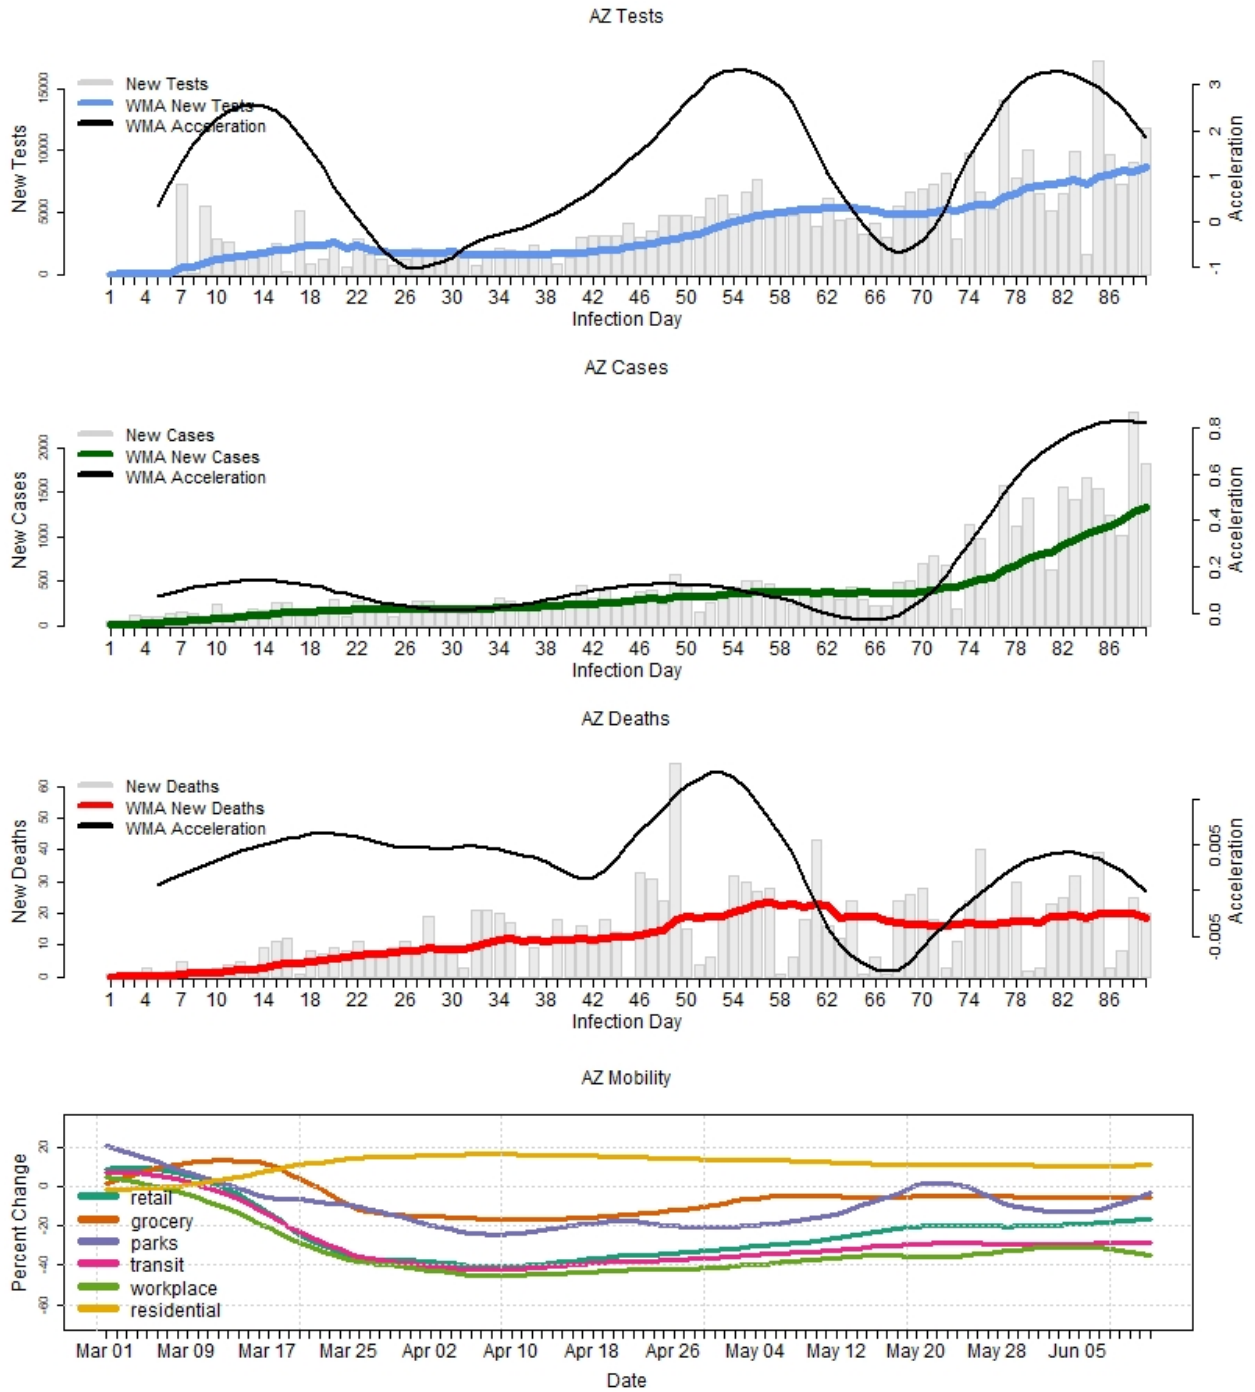 AZ Tests
New Tests
WMA New Tests
WMA Acceleration
New Tests
0 5000 10000 15000
Acceleration
-1 0 1 2 3
1 4 7 10 14 18 22 26 30 34 38 42 46 50 54 58 62 66 70 74 78 82 86
Infection Day
AZ Cases
New Cases
WMA New Cases
WMA Acceleration
New Cases
0 500 1000 1500 2000
Acceleration
0.0 0.2 0.4 0.6 0.8
1 4 7 10 14 18 22 26 30 34 38 42 46 50 54 58 62 66 70 74 78 82 86
Infection Day
AZ Deaths
New Deaths
WMA New Deaths
WMA Acceleration
New Deaths
0 10 20 30 40 50 60
Acceleration
-0.005 0.005
1 4 7 10 14 18 22 26 30 34 38 42 46 50 54 58 62 66 70 74 78 82 86
Infection Day
AZ Mobility
Percent Change
-60 -40 -20 0 20
retail
grocery
parks
transit
workplace
residential
Mar 01 Mar 09 Mar 17 Mar 25 Apr 02 Apr 10 Apr 18 Apr 26 May 04 May 12 May 20 May 28 Jun 05
Date